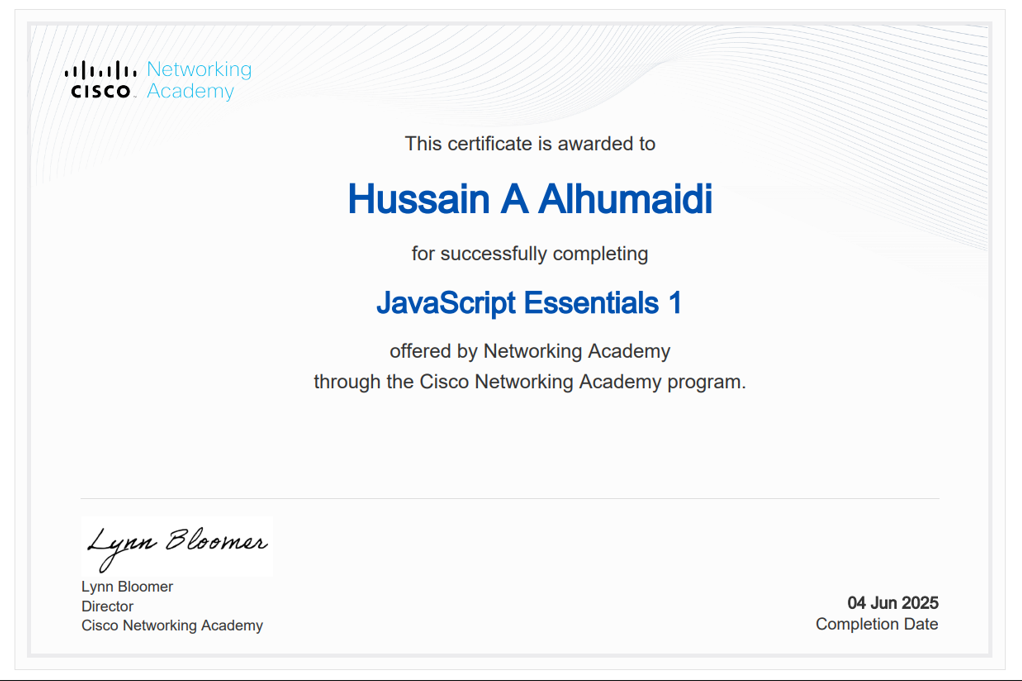 CISCO Networking
Academy
This certificate is awarded to
Hussain A Alhumaidi
for successfully completing
JavaScript Essentials 1
offered by Networking Academy
through the Cisco Networking Academy program.
Lynn Bloomer
Lynn Bloomer
Director
Cisco Networking Academy
04 Jun 2025
Completion Date